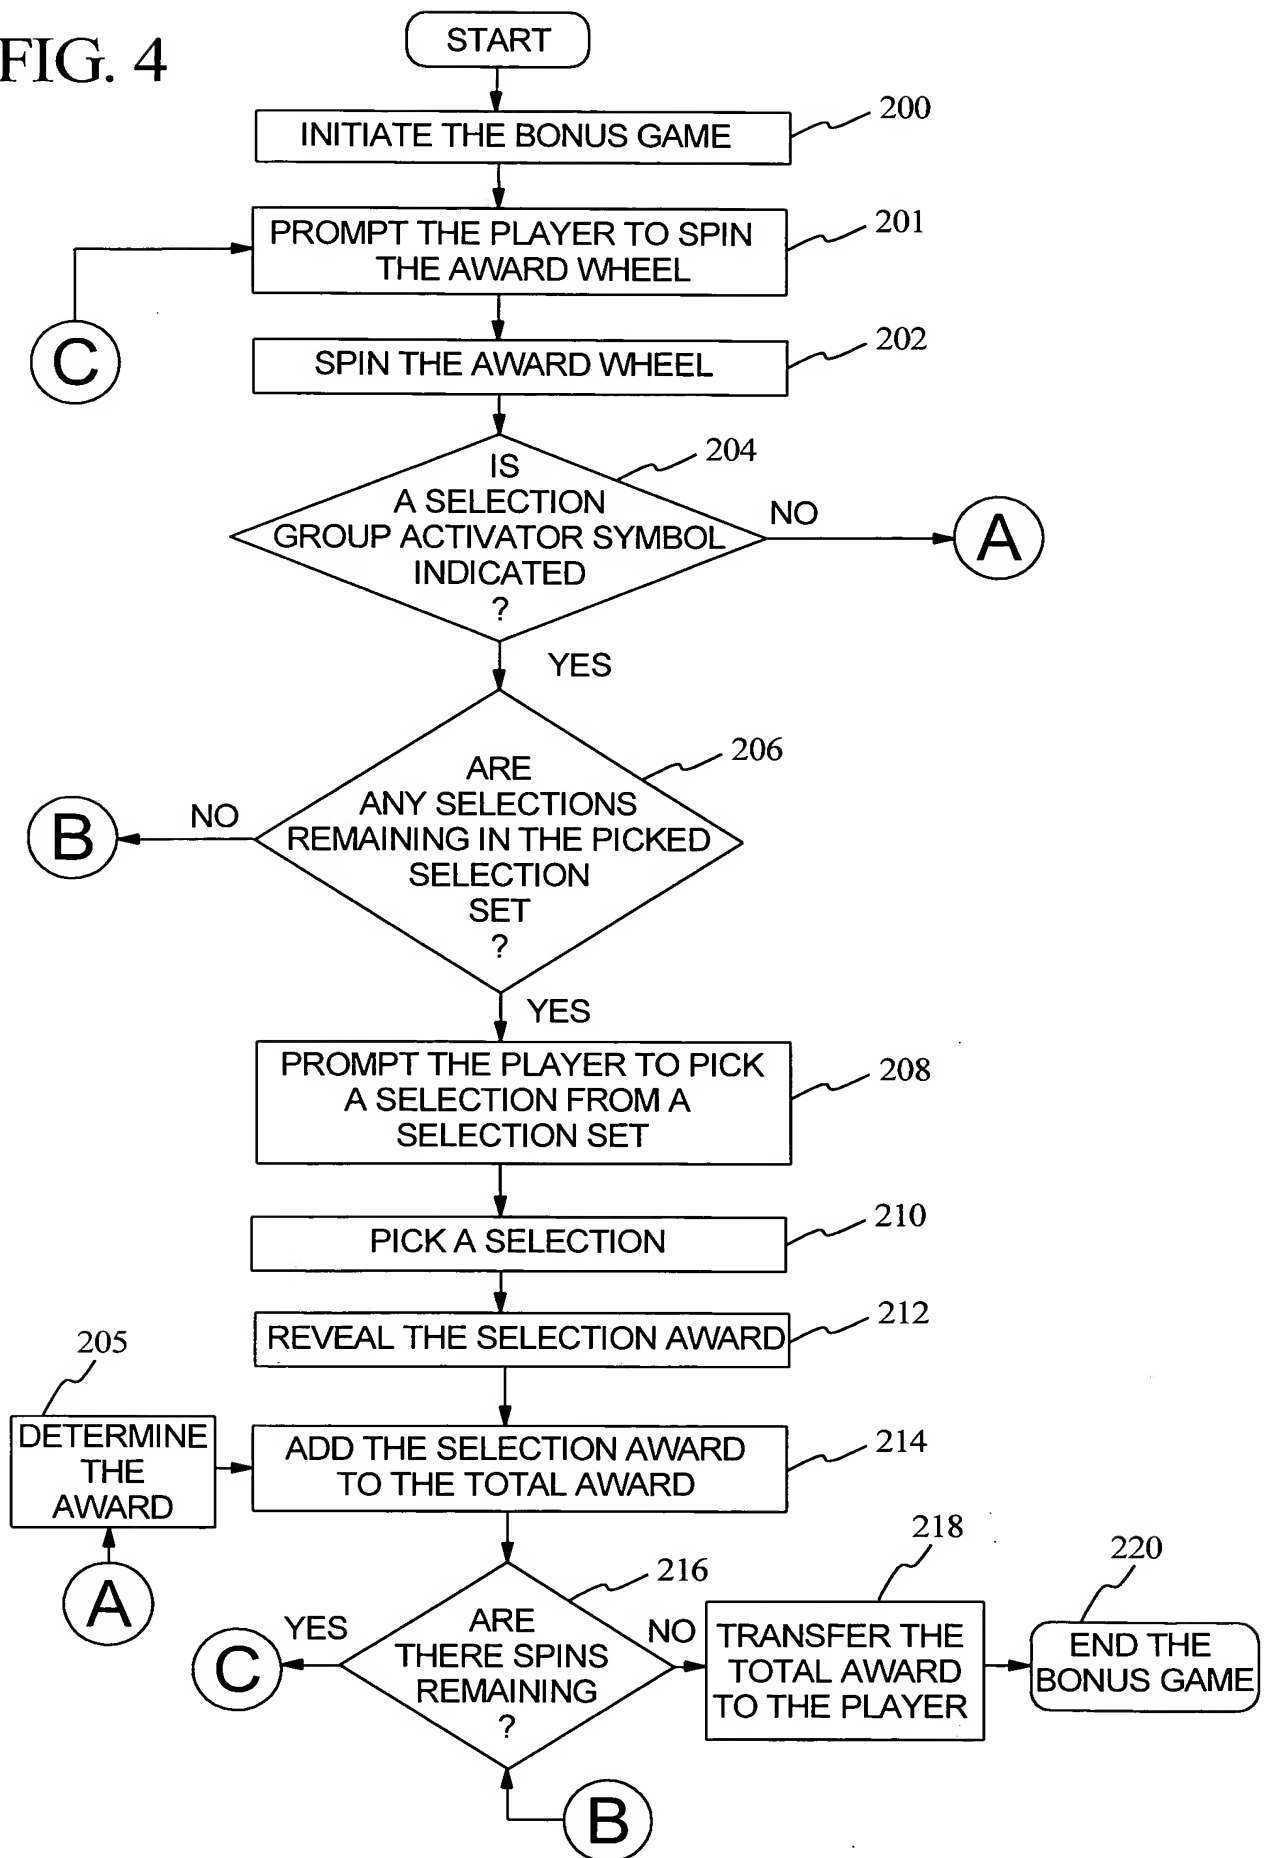 FIG. 4
START
200
INITIATE THE BONUS GAME
201
PROMPT THE PLAYER TO SPIN
THE AWARD WHEEL
C
202
SPIN THE AWARD WHEEL
204
IS
A SELECTION
GROUP ACTIVATOR SYMBOL
INDICATED
?
NO
A
YES
206
ARE
ANY SELECTIONS
REMAINING IN THE PICKED
SELECTION
SET
?
NO
B
YES
208
PROMPT THE PLAYER TO PICK
A SELECTION FROM A
SELECTION SET
210
PICK A SELECTION
212
REVEAL THE SELECTION AWARD
205
DETERMINE
THE
AWARD
A
214
ADD THE SELECTION AWARD
TO THE TOTAL AWARD
216
ARE
THERE SPINS
REMAINING
?
YES
C
NO
218
TRANSFER THE
TOTAL AWARD
TO THE PLAYER
220
END THE
BONUS GAME
B